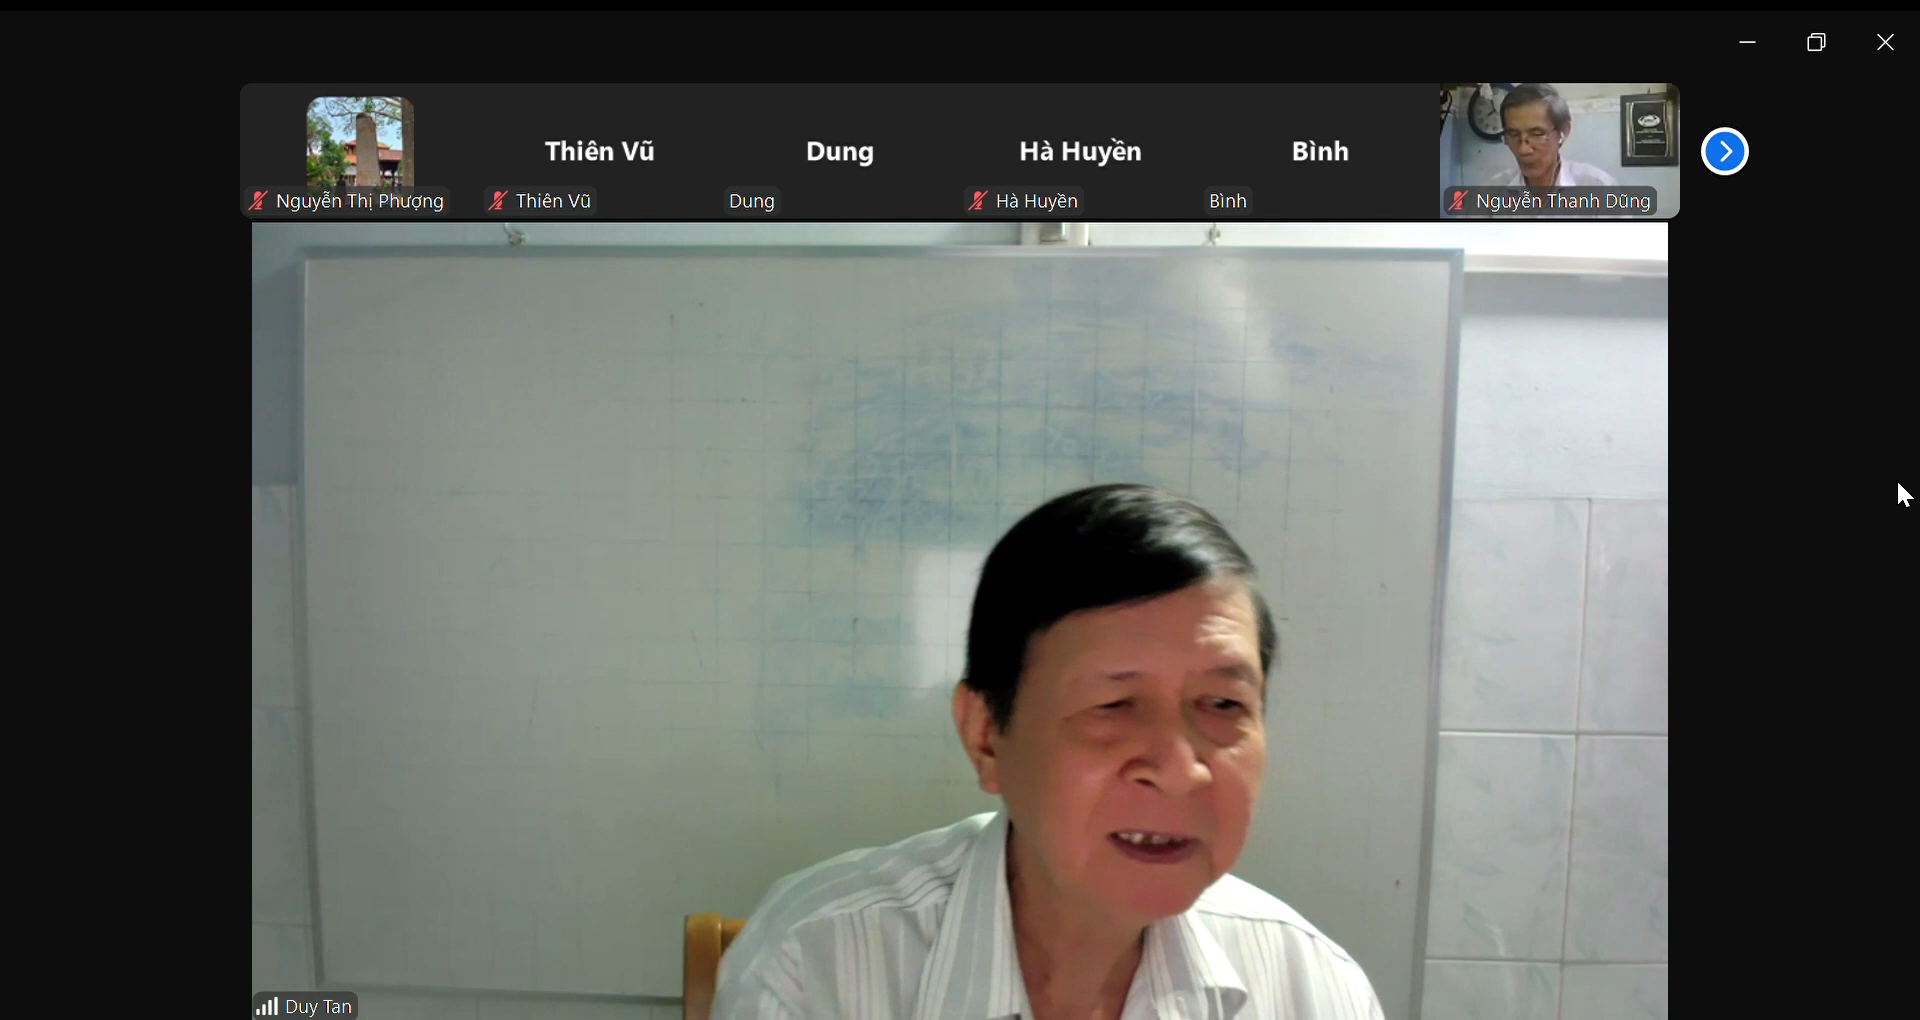 Thiên Vũ
Dung
Hà Huyền
Bình
Nguyễn Thị Phượng
Thiên Vũ
Dung
Hà Huyền
Bình
Nguyễn Thanh Dũng
Duy Tan